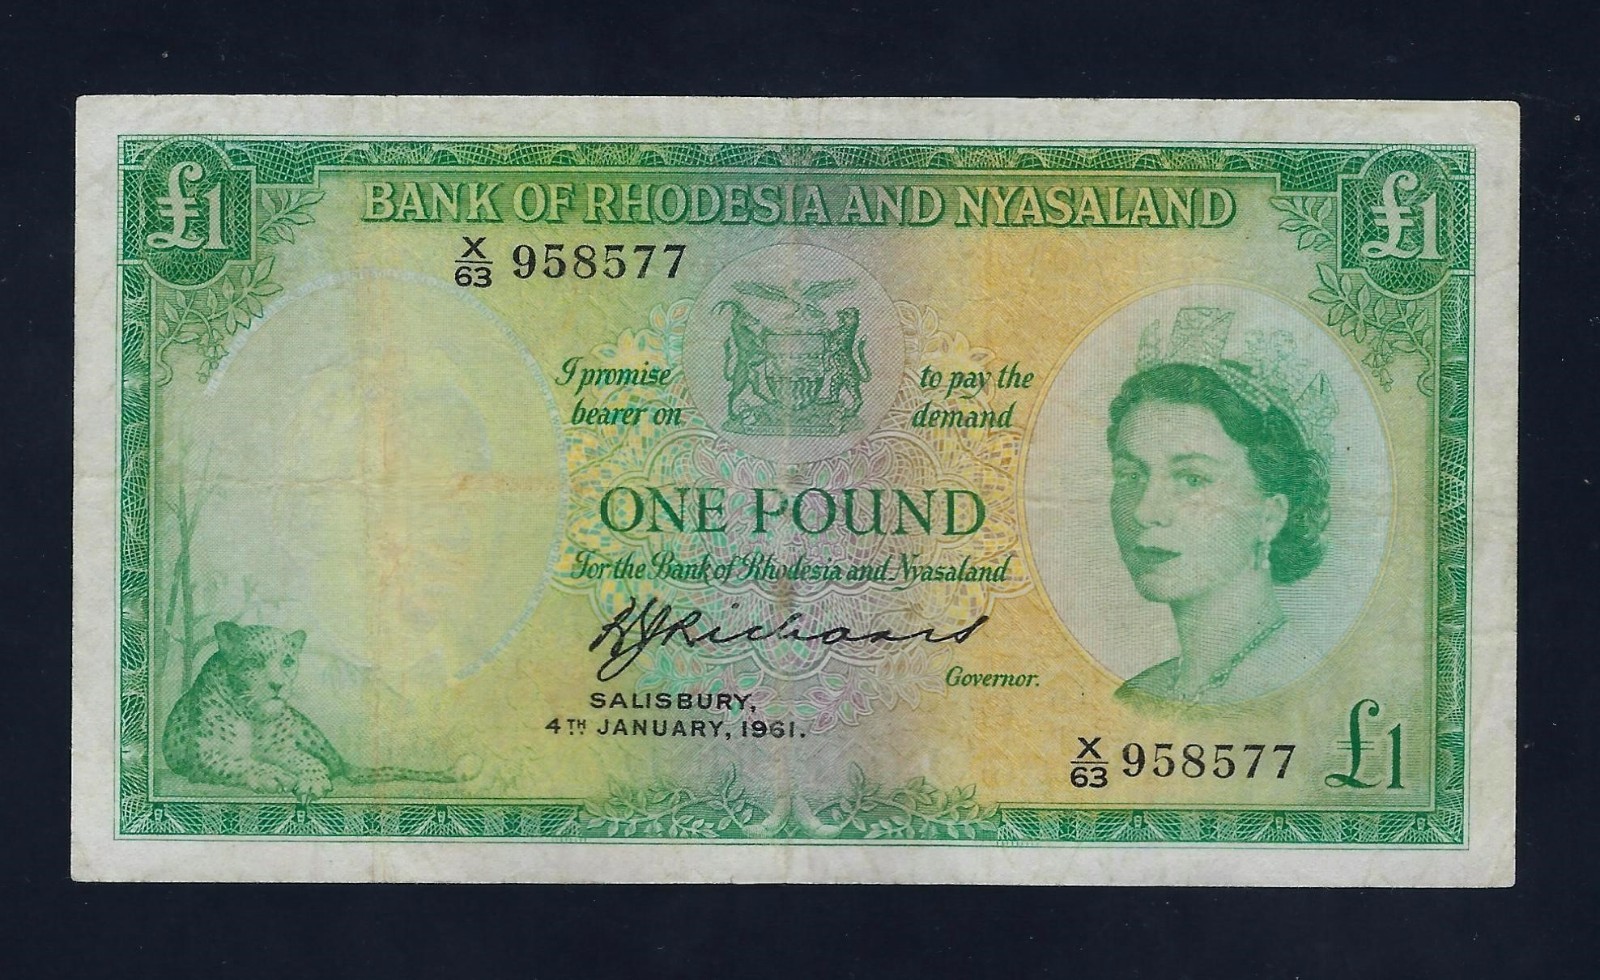 £1
£1
BANK OF RHODESIA AND NYASALAND
X/63 958577
I promise to pay the
bearer on demand
ONE POUND
For the Bank of Rhodesia and Nyasaland
Governor.
SALISBURY,
4TH JANUARY, 1961.
X/63 958577 £1